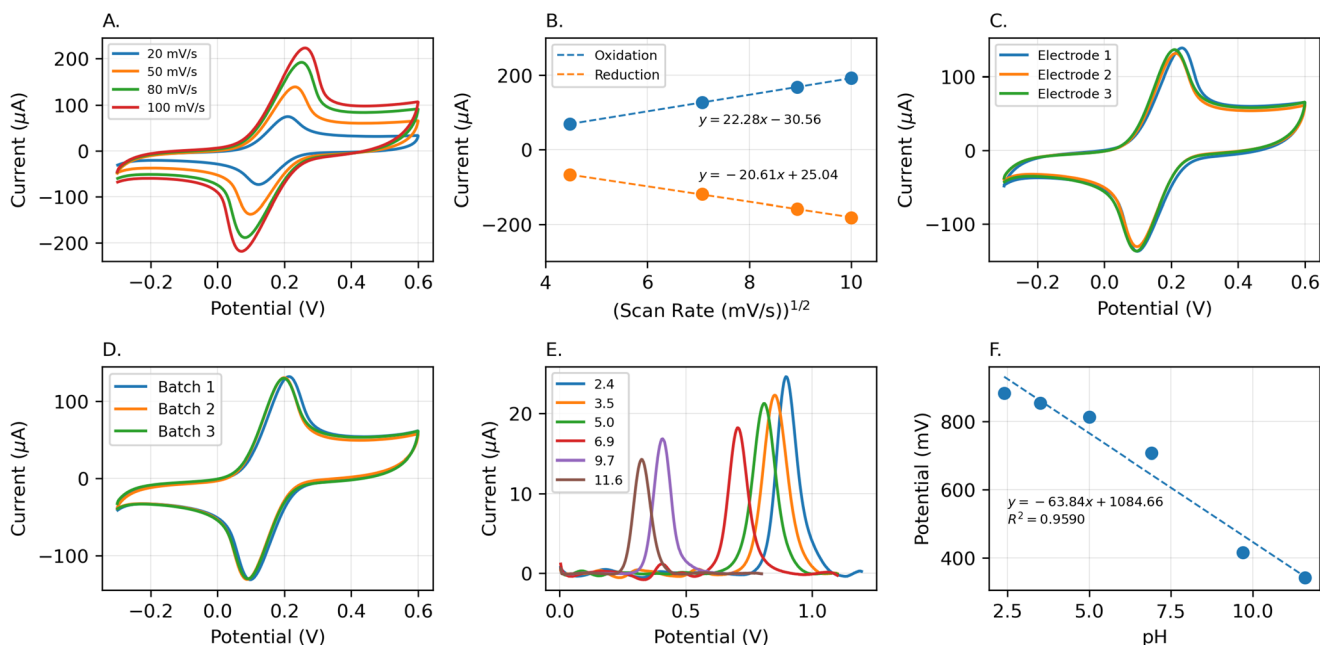 A.
20 mV/s
50 mV/s
80 mV/s
100 mV/s
200
100
0
−100
−200
−0.2
0.0
0.2
0.4
0.6
Current (μA)
Potential (V)
B.
Oxidation
Reduction
y = 22.28x − 30.56
y = −20.61x + 25.04
200
0
−200
4
6
8
10
Current (μA)
(Scan Rate (mV/s))^{1/2}
C.
Electrode 1
Electrode 2
Electrode 3
100
0
−100
−0.2
0.0
0.2
0.4
0.6
Current (μA)
Potential (V)
D.
Batch 1
Batch 2
Batch 3
100
0
−100
−0.2
0.0
0.2
0.4
0.6
Current (μA)
Potential (V)
E.
2.4
3.5
5.0
6.9
9.7
11.6
20
10
0
0.0
0.5
1.0
Current (μA)
Potential (V)
F.
y = −63.84x + 1084.66
R² = 0.9590
800
600
400
2.5
5.0
7.5
10.0
Potential (mV)
pH